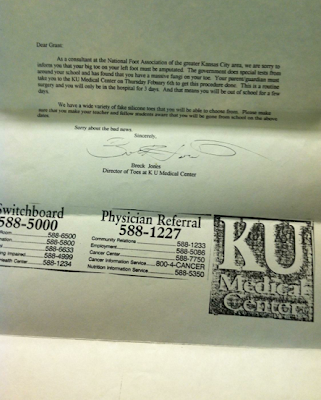 Dear Grant:
As a consultant at the National Foot Association of the greater Kansas City area, we are sorry to
inform you that your big toe on your left foot must be amputated. The government does special tests from
around your school and has found that you have a massive fungi on your toe. Your parent/guardian must
take you to the KU Medical Center on Thursday Febuary 6th to get this procedure done. This is a routine
surgery and you will only be in the hospital for 3 days. And that means you will be out of school for a few
days.
We have a wide variety of fake silicone toes that you will be able to choose from. Please make
sure that you make your teacher and fellow students aware that you will be gone from school on the above
dates.
Sorry about the bad news.
Sincerely,
Brock Jones
Director of Toes at K U Medical Center
Switchboard
588-5000
Room 588-6500
588-5800
588-6633
Hearing Impaired 588-4999
Health Center 588-1234
Physician Referral
588-1227
Community Relations 588-1233
Employment 588-5086
Cancer Center 588-7750
Cancer Information Service 800-4-CANCER
Nutrition Information Service 588-5350
KU
Medical
Center